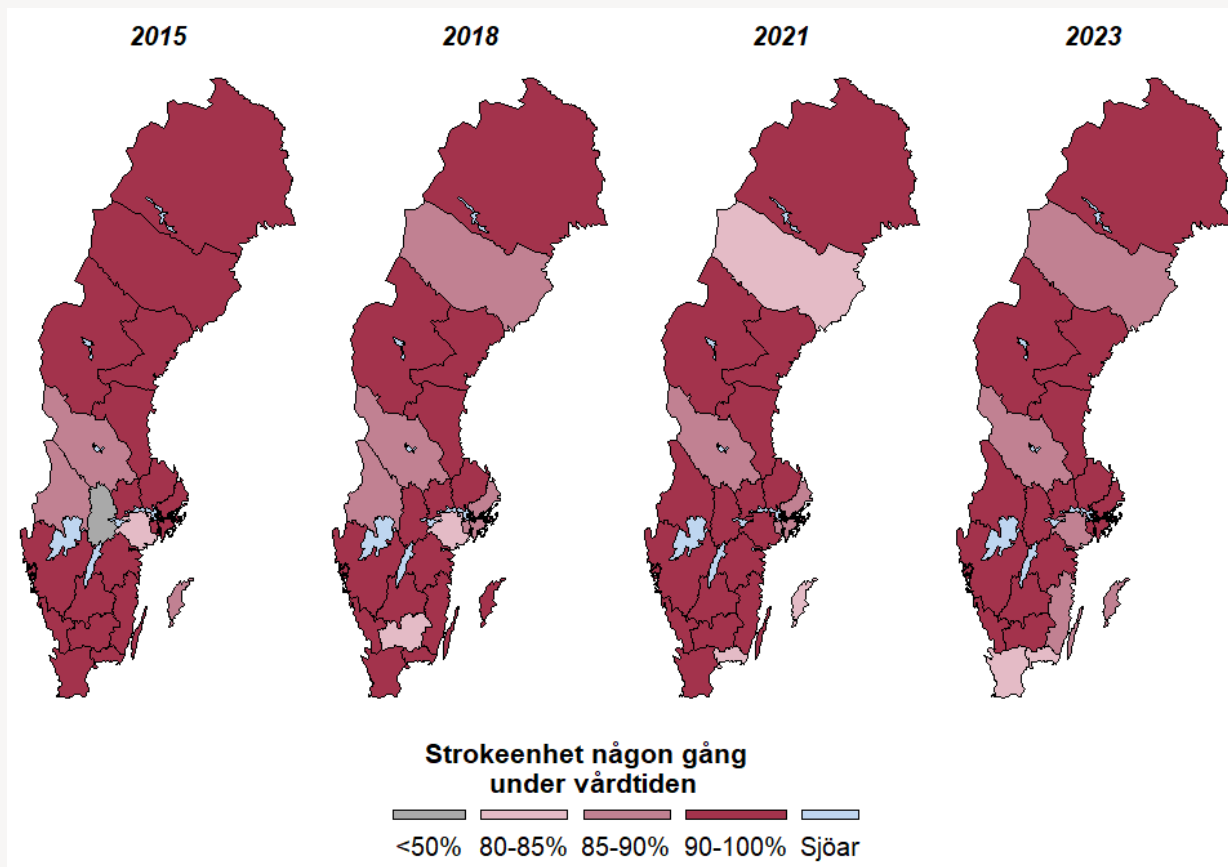 2015 2018 2021 2023
Strokeenhet någon gång
under vårdtiden
<50% 80-85% 85-90% 90-100% Sjöar